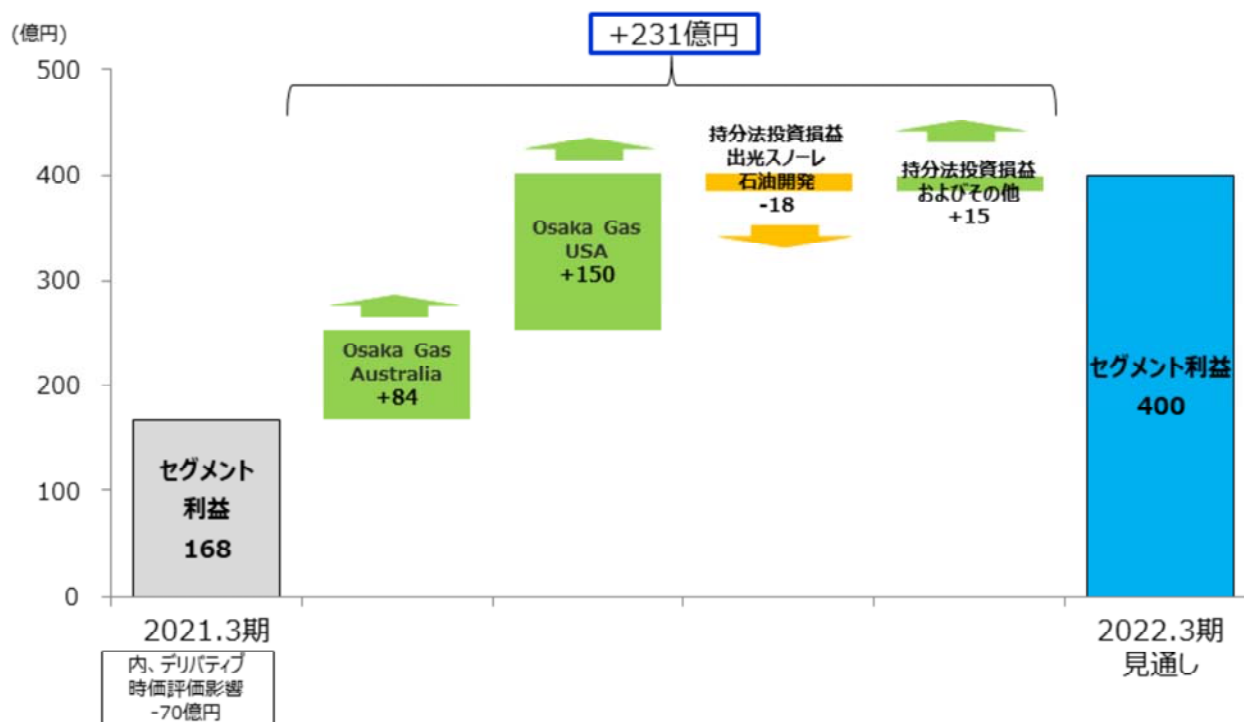 (億円)
+231億円
500
400
300
200
100
0
セグメント
利益
168
Osaka Gas
Australia
+84
Osaka Gas
USA
+150
持分法投資損益
出光スノーレ
石油開発
-18
持分法投資損益
およびその他
+15
セグメント利益
400
2021.3期
内、デリバティブ
時価評価影響
-70億円
2022.3期
見通し